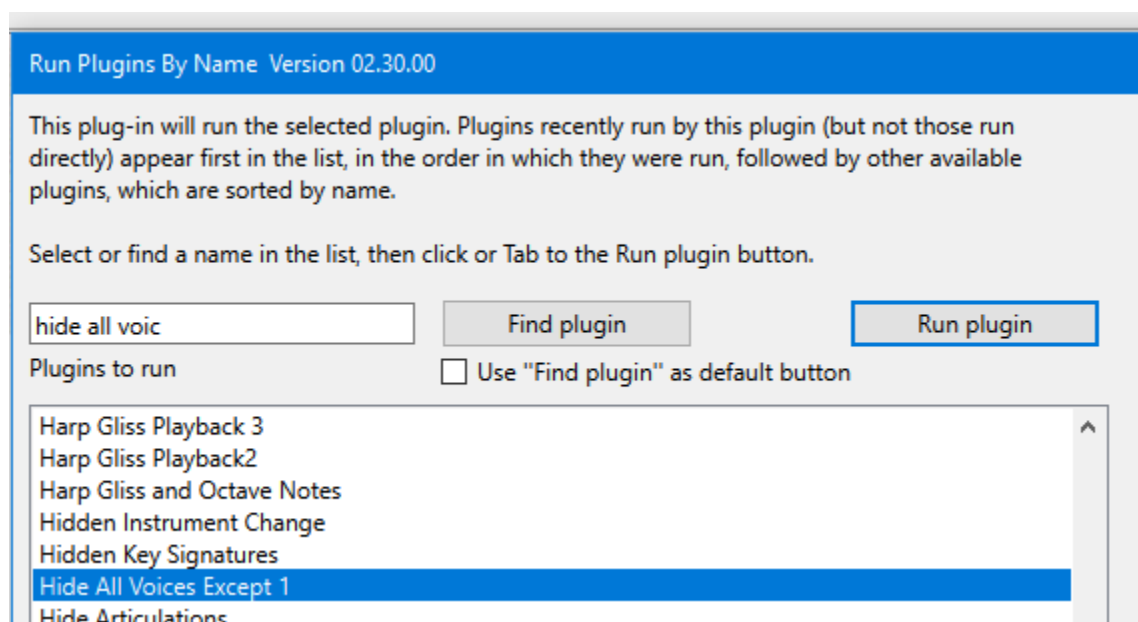 Run Plugins By Name Version 02.30.00
This plug-in will run the selected plugin. Plugins recently run by this plugin (but not those run
directly) appear first in the list, in the order in which they were run, followed by other available
plugins, which are sorted by name.
Select or find a name in the list, then click or Tab to the Run plugin button.
hide all voic
Find plugin
Run plugin
Plugins to run
Use "Find plugin" as default button
Harp Gliss Playback 3
Harp Gliss Playback2
Harp Gliss and Octave Notes
Hidden Instrument Change
Hidden Key Signatures
Hide All Voices Except 1
Hide Articulations